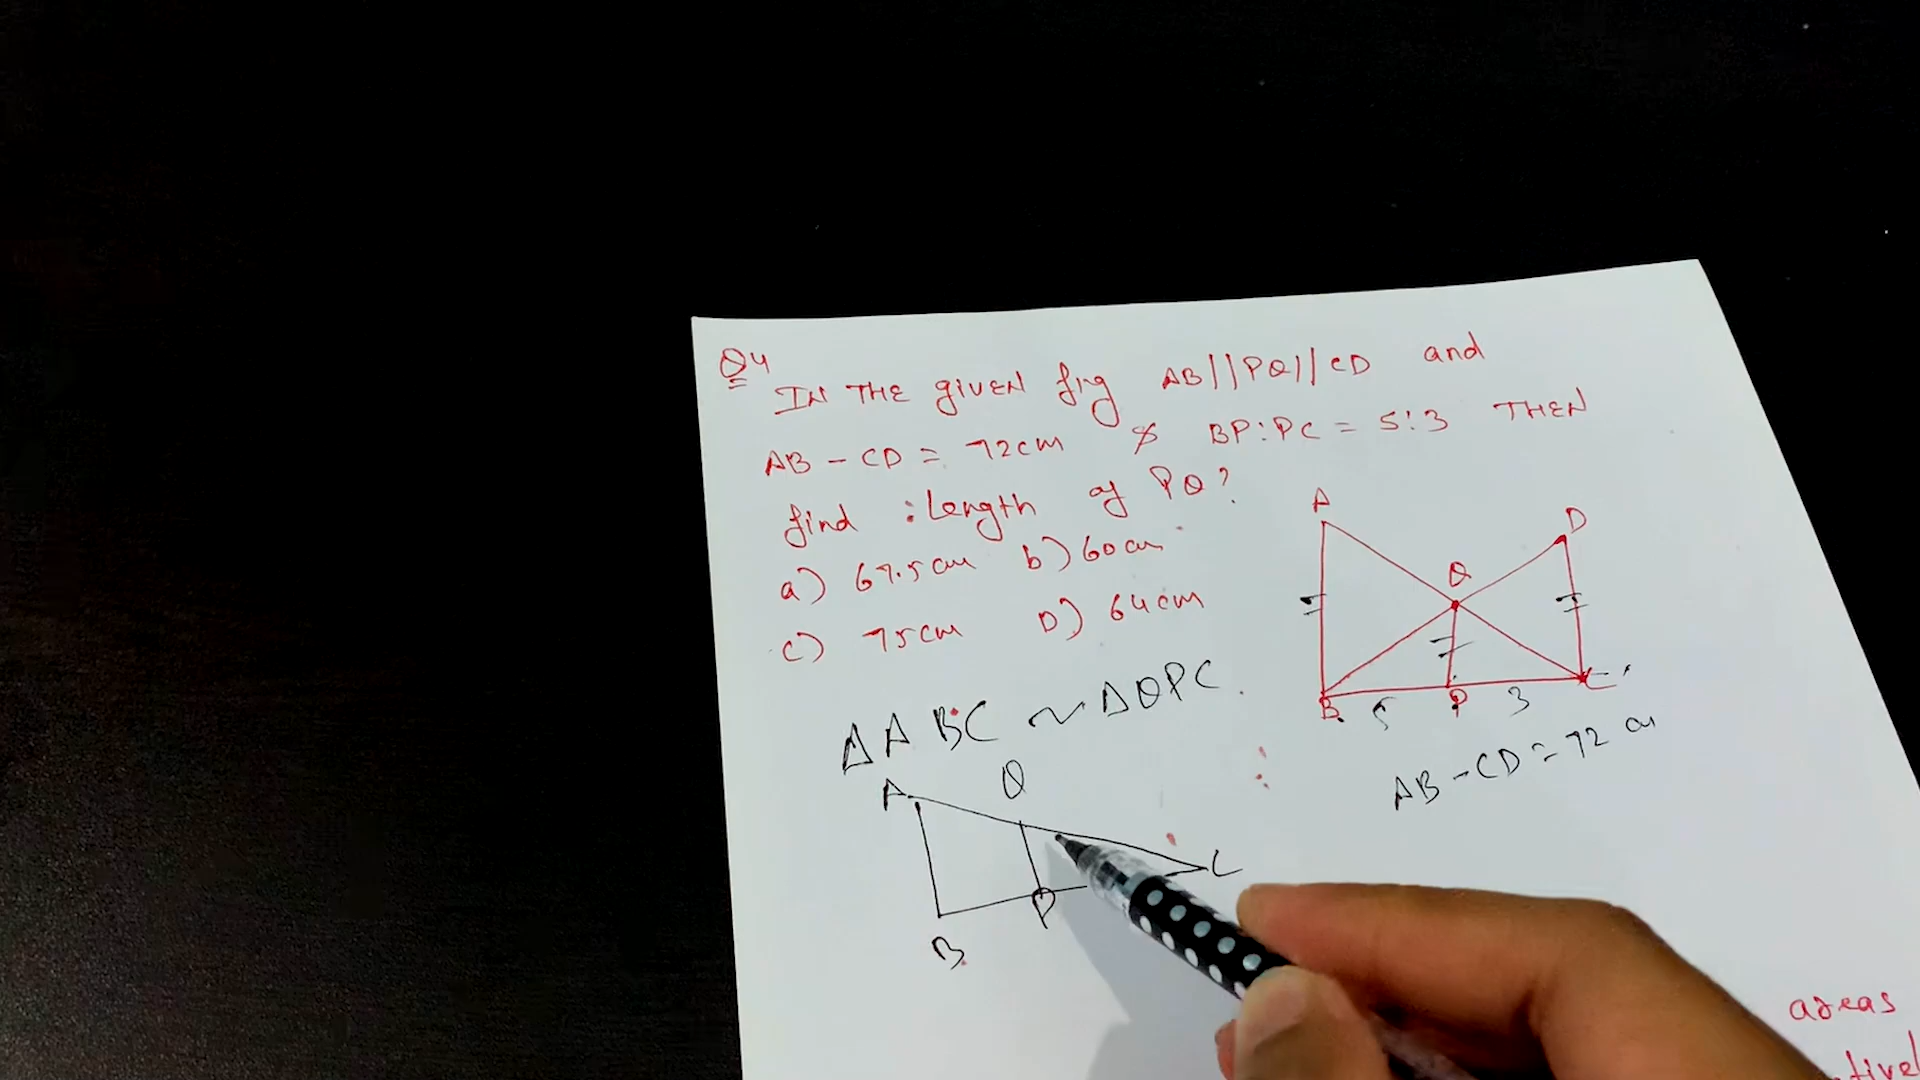 Q4
IN THE given fig AB||PQ||CD and
AB - CD = 72cm & BP:PC = 5:3 THEN
find : Length of PQ?
a) 67.5cm b) 60cm
c) 75cm D) 64cm
A
D
Q
B 5 P 3 C
AB - CD = 72 cm
ΔABC ~ ΔQPC.
A Q
C
P
B
areas